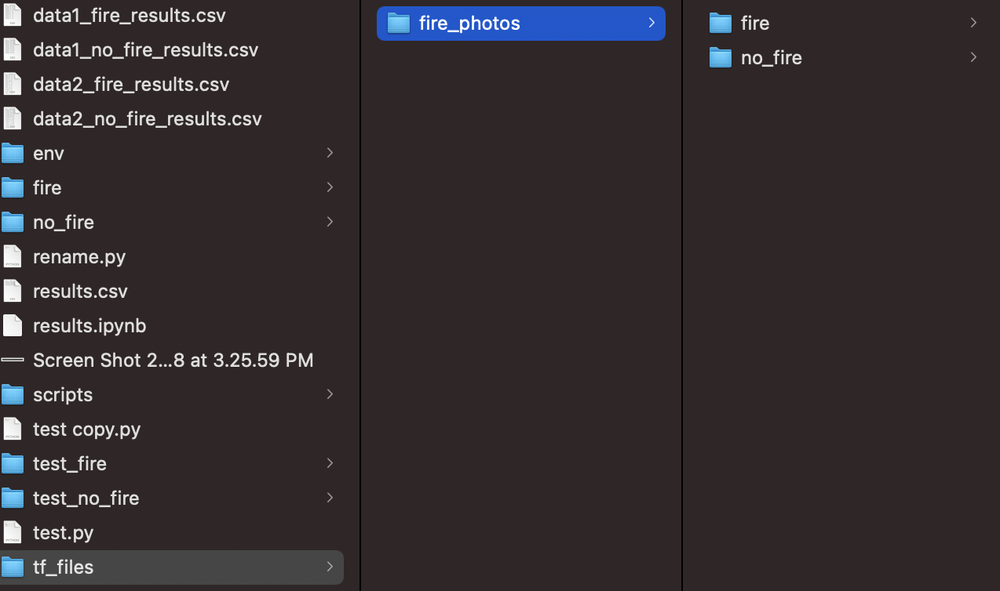 data1_fire_results.csv
data1_no_fire_results.csv
data2_fire_results.csv
data2_no_fire_results.csv
env
fire
no_fire
rename.py
results.csv
results.ipynb
Screen Shot 2...8 at 3.25.59 PM
scripts
test copy.py
test_fire
test_no_fire
test.py
tf_files
fire_photos
fire
no_fire